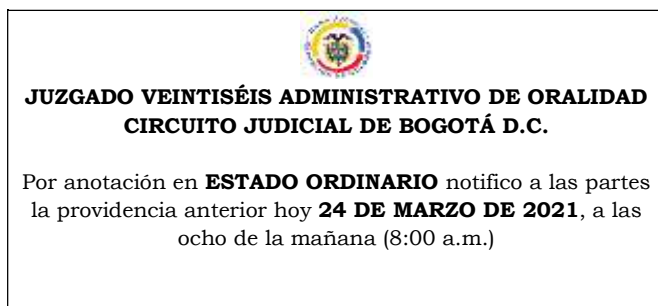 JUZGADO VEINTISÉIS ADMINISTRATIVO DE ORALIDAD
CIRCUITO JUDICIAL DE BOGOTÁ D.C.
Por anotación en ESTADO ORDINARIO notifico a las partes
la providencia anterior hoy 24 DE MARZO DE 2021, a las
ocho de la mañana (8:00 a.m.)